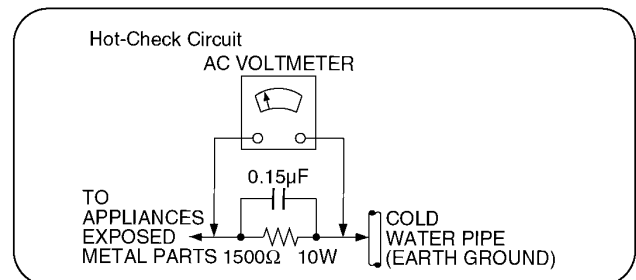 Hot-Check Circuit
AC VOLTMETER
0.15µF
TO
APPLIANCES
EXPOSED
METAL PARTS
1500Ω 10W
COLD
WATER PIPE
(EARTH GROUND)